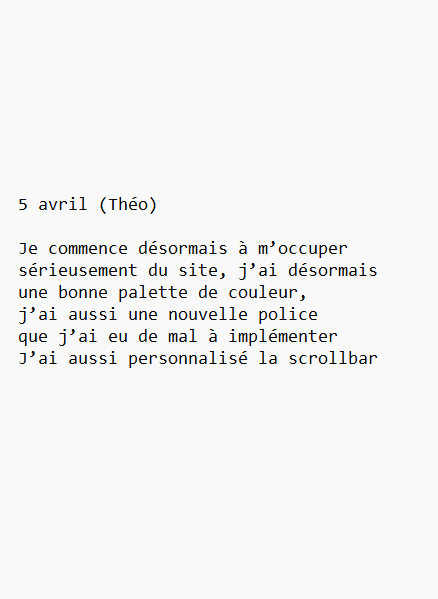 5 avril (Théo)
Je commence désormais à m’occuper
sérieusement du site, j’ai désormais
une bonne palette de couleur,
j’ai aussi une nouvelle police
que j’ai eu de mal à implémenter
J’ai aussi personnalisé la scrollbar